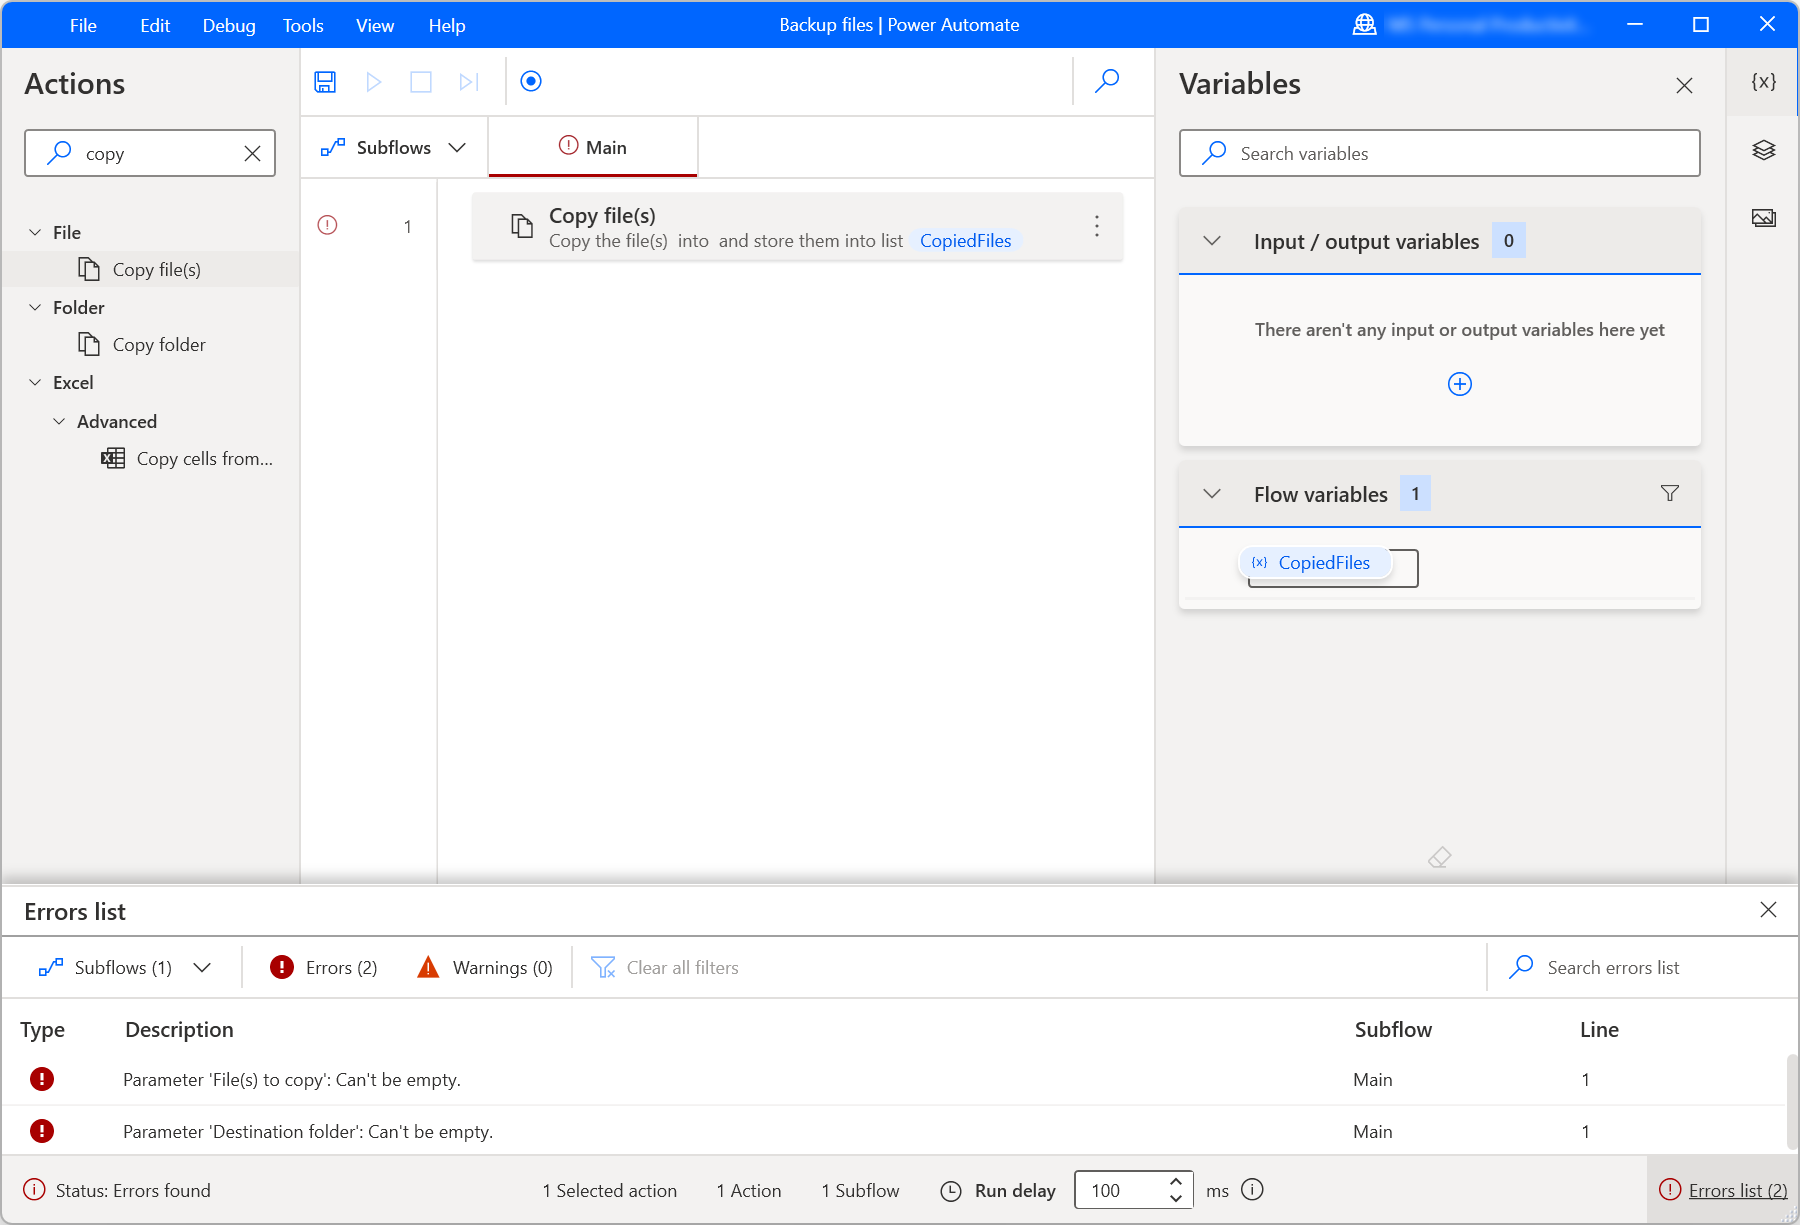 File Edit Debug Tools View Help
Backup files | Power Automate
Actions
copy
File
Copy file(s)
Folder
Copy folder
Excel
Advanced
Copy cells from...
Subflows
Main
1
Copy file(s)
Copy the file(s) into and store them into list CopiedFiles
Variables
{x}
Search variables
Input / output variables 0
There aren't any input or output variables here yet
Flow variables 1
{x} CopiedFiles
Errors list
Subflows (1) Errors (2) Warnings (0) Clear all filters Search errors list
Type Description Subflow Line
Parameter 'File(s) to copy': Can't be empty. Main 1
Parameter 'Destination folder': Can't be empty. Main 1
Status: Errors found 1 Selected action 1 Action 1 Subflow Run delay 100 ms Errors list (2)